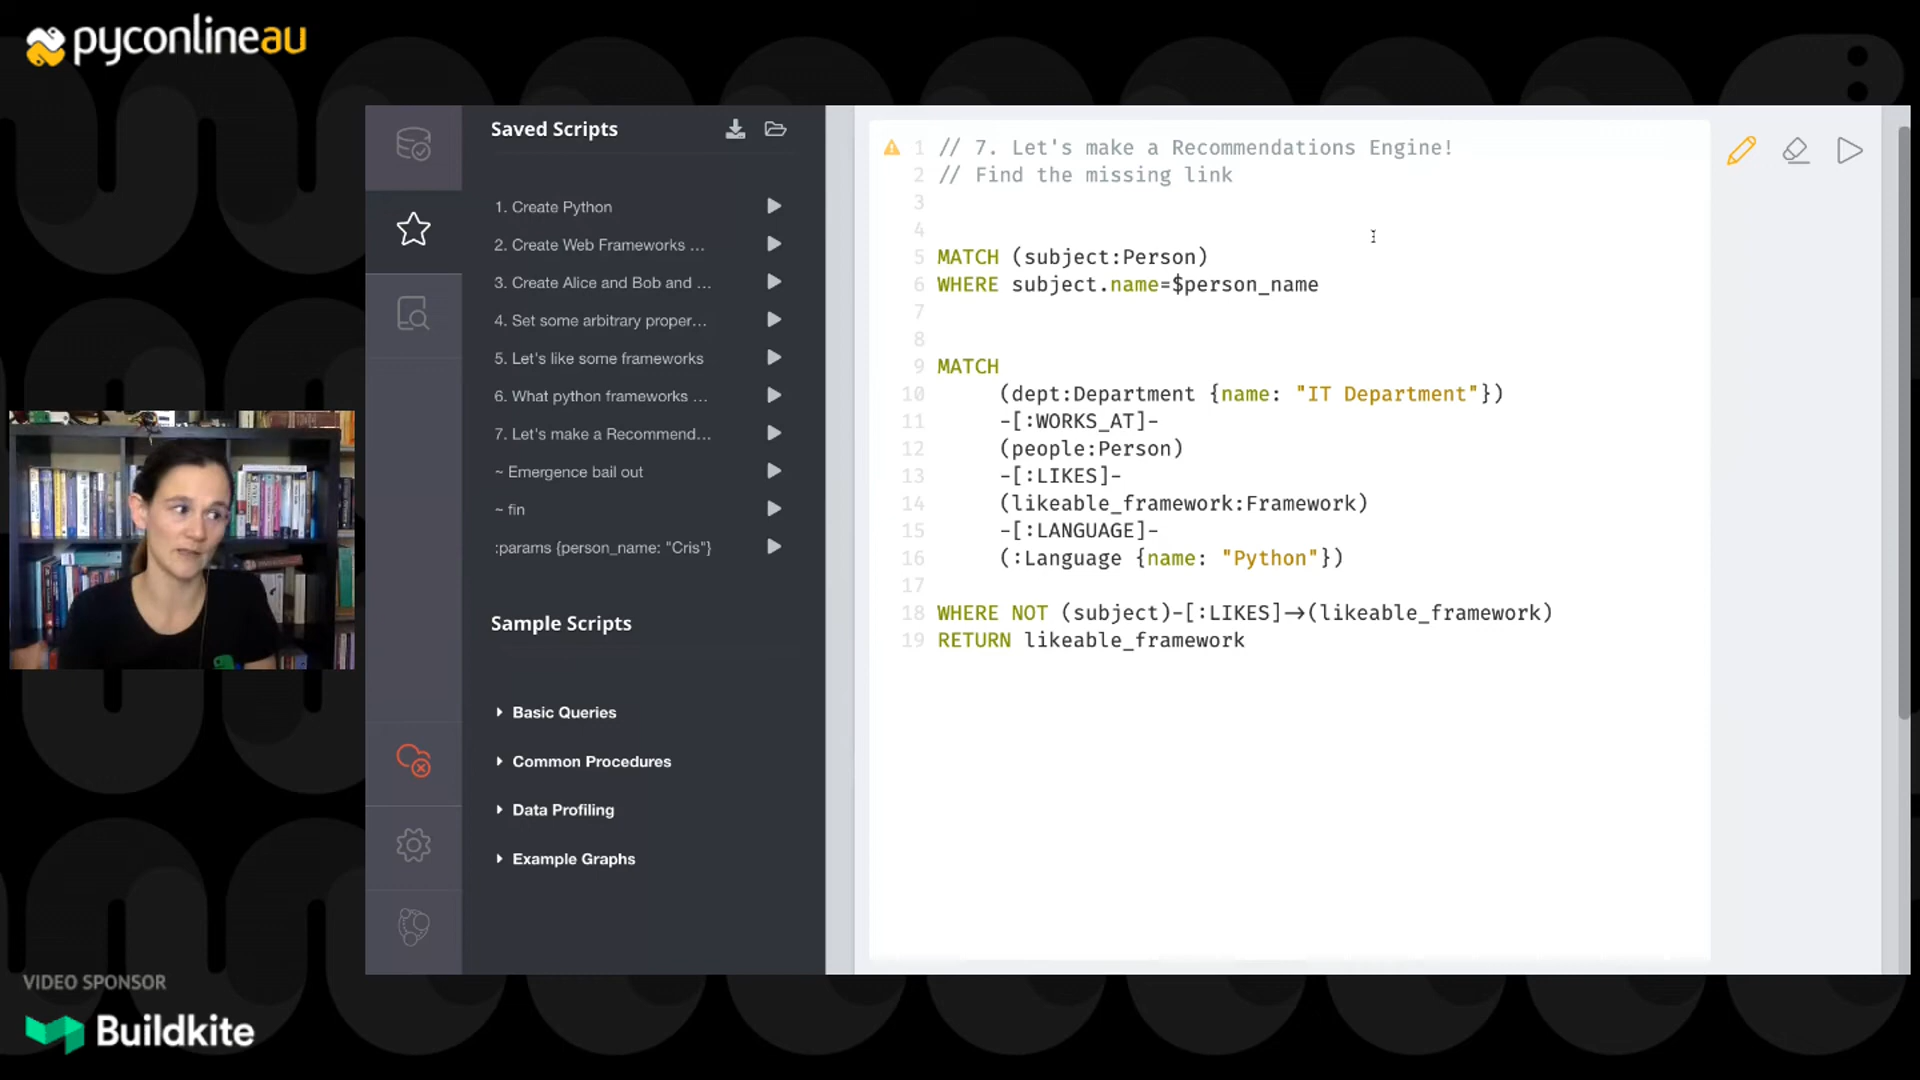 pyconlineau
Saved Scripts
1. Create Python
2. Create Web Frameworks ...
3. Create Alice and Bob and ...
4. Set some arbitrary proper...
5. Let's like some frameworks
6. What python frameworks ...
7. Let's make a Recommend...
~ Emergence bail out
~ fin
:params {person_name: "Cris"}
Sample Scripts
Basic Queries
Common Procedures
Data Profiling
Example Graphs
1 // 7. Let's make a Recommendations Engine!
2 // Find the missing link
3
4
5 MATCH (subject:Person)
6 WHERE subject.name=$person_name
7
8
9 MATCH
10 (dept:Department {name: "IT Department"})
11 -[:WORKS_AT]-
12 (people:Person)
13 -[:LIKES]-
14 (likeable_framework:Framework)
15 -[:LANGUAGE]-
16 (:Language {name: "Python"})
17
18 WHERE NOT (subject)-[:LIKES]->(likeable_framework)
19 RETURN likeable_framework
VIDEO SPONSOR
Buildkite